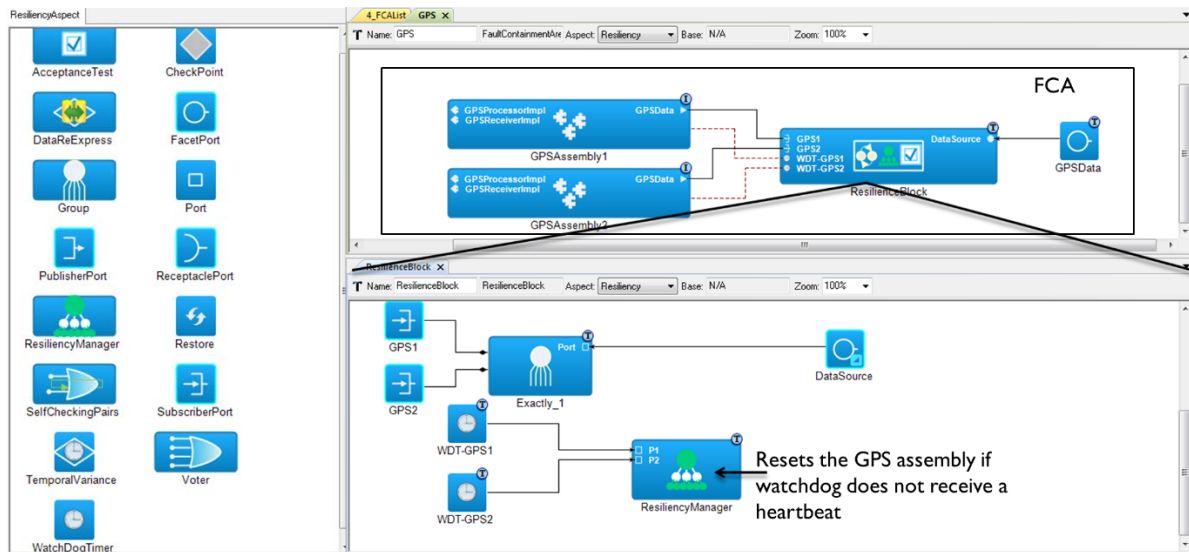 ResiliencyAspect
AcceptanceTest
CheckPoint
DataReExpress
FacetPort
Group
Port
PublisherPort
ReceptaclePort
ResiliencyManager
Restore
SelfCheckingPairs
SubscriberPort
TemporalVariance
Voter
WatchDogTimer
4_FCAList
GPS
Name: GPS
FaultContainmentAre
Aspect: Resiliency
Base: N/A
Zoom: 100%
FCA
GPSProcessorImpl
GPSReceiverImpl
GPSData
GPSAssembly1
GPSProcessorImpl
GPSReceiverImpl
GPSData
GPSAssembly2
GPS1
GPS2
WDT-GPS1
WDT-GPS2
DataSource
ResilienceBlock
GPSData
ResilienceBlock
Name: ResilienceBlock
ResilienceBlock
Aspect: Resiliency
Base: N/A
Zoom: 100%
GPS1
GPS2
Port
Exactly_1
DataSource
WDT-GPS1
WDT-GPS2
P1
P2
ResiliencyManager
Resets the GPS assembly if
watchdog does not receive a
heartbeat